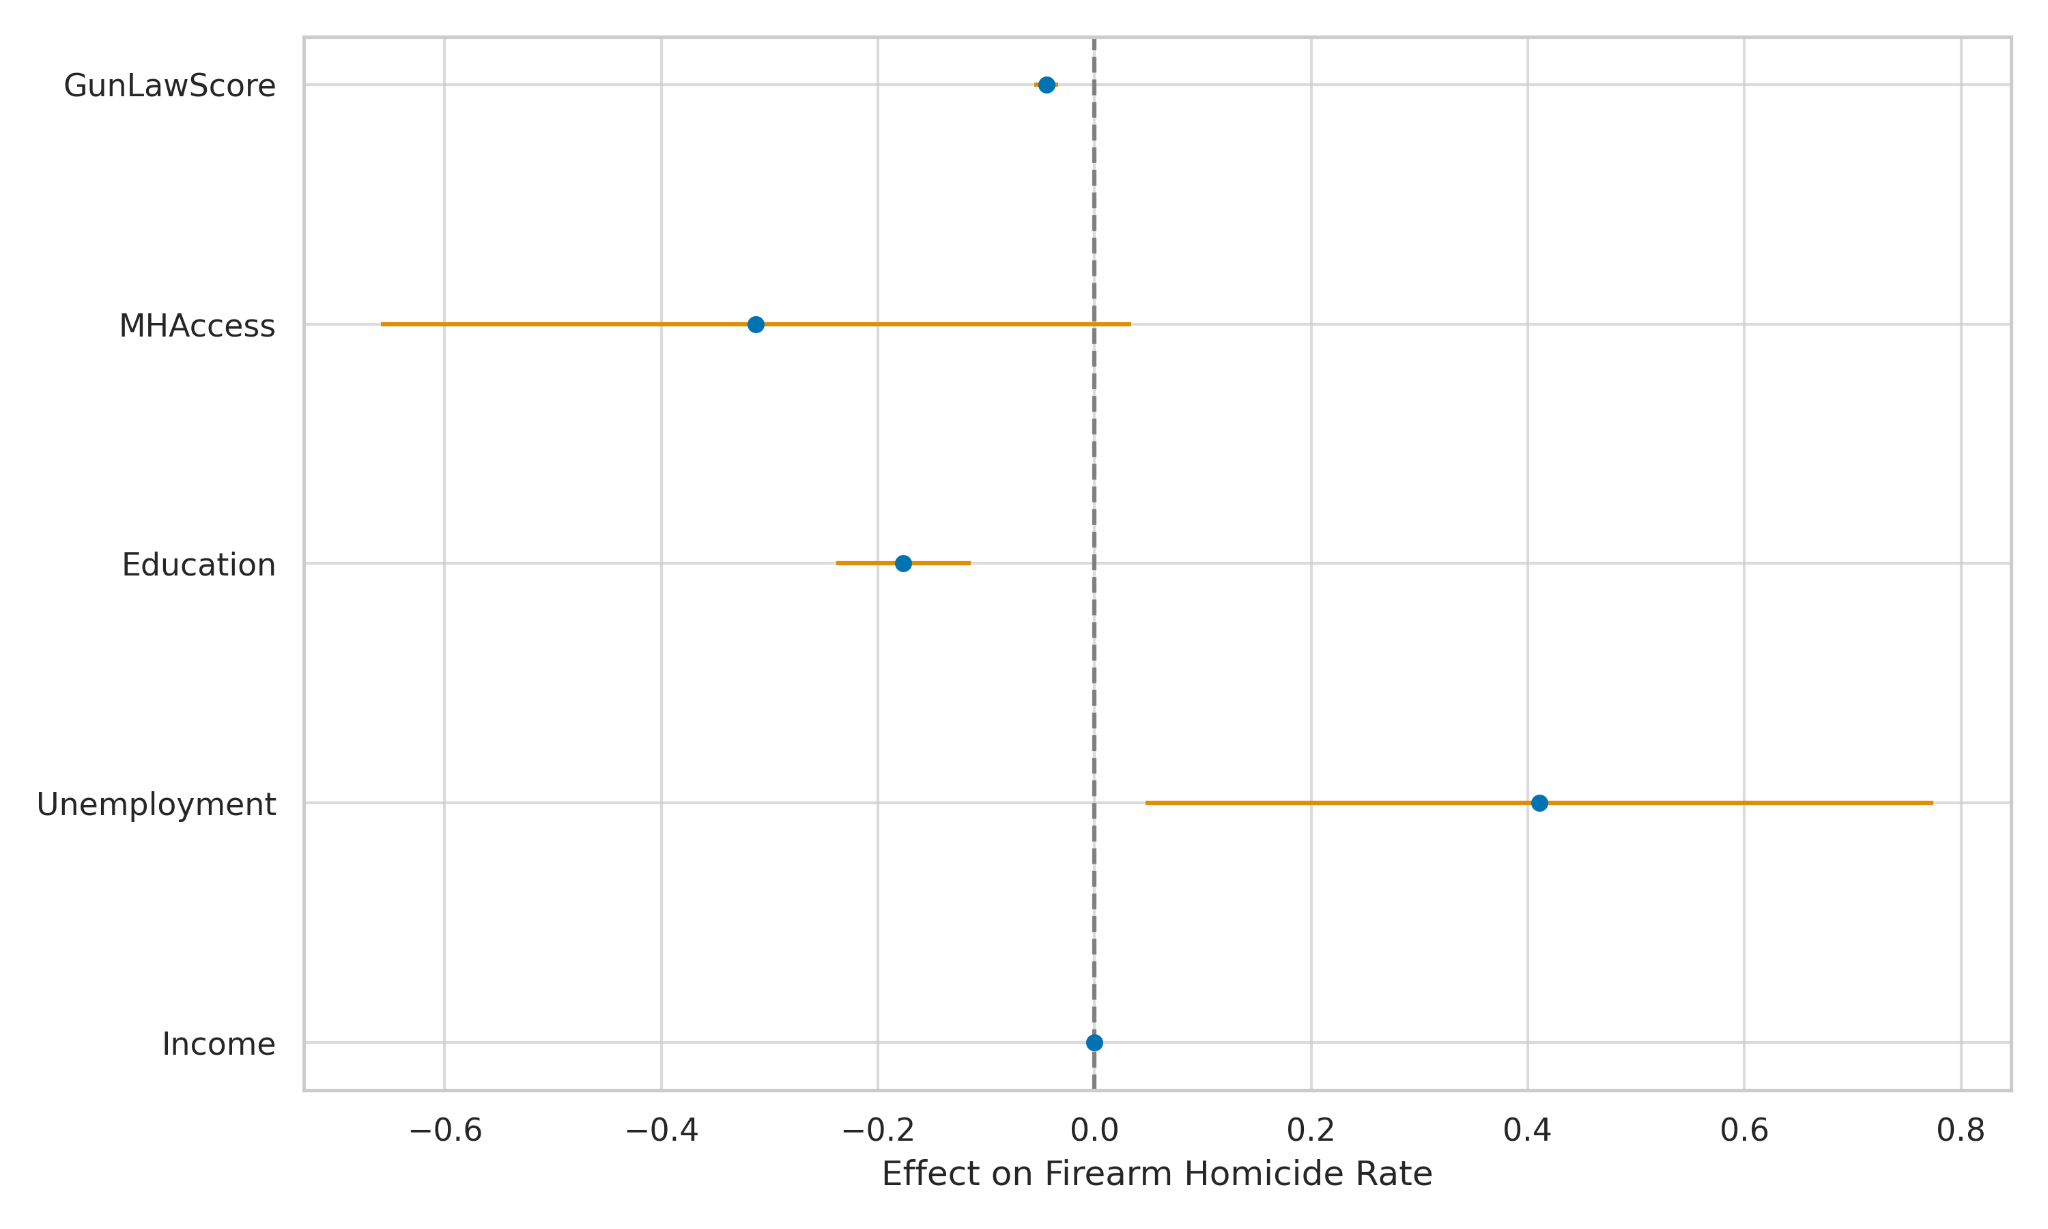 GunLawScore
MHAccess
Education
Unemployment
Income
−0.6 −0.4 −0.2 0.0 0.2 0.4 0.6 0.8
Effect on Firearm Homicide Rate